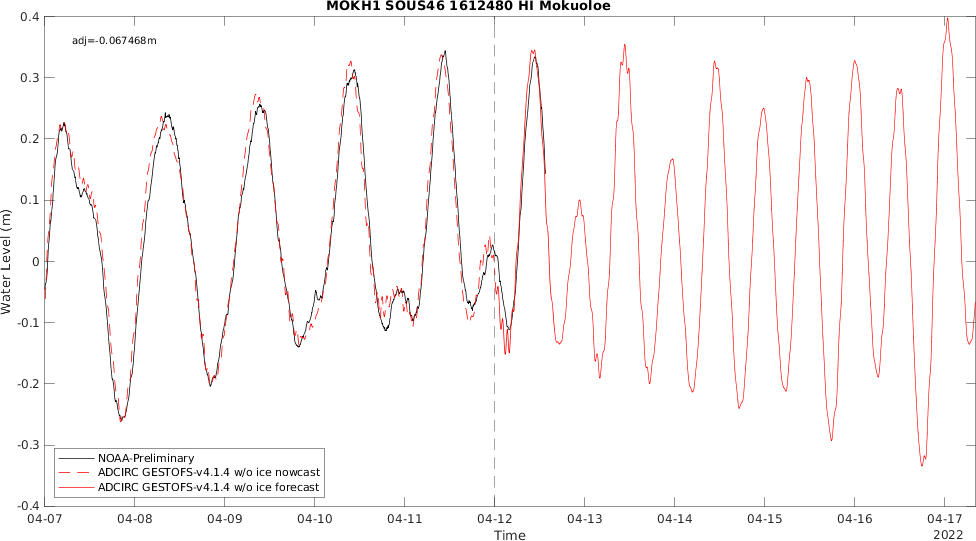 MOKH1 SOUS46 1612480 HI Mokuoloe
adj=-0.067468m
0.4
0.3
0.2
0.1
0
-0.1
-0.2
-0.3
-0.4
Water Level (m)
NOAA-Preliminary
ADCIRC GESTOFS-v4.1.4 w/o ice nowcast
ADCIRC GESTOFS-v4.1.4 w/o ice forecast
04-07 04-08 04-09 04-10 04-11 04-12 04-13 04-14 04-15 04-16 04-17
Time
2022